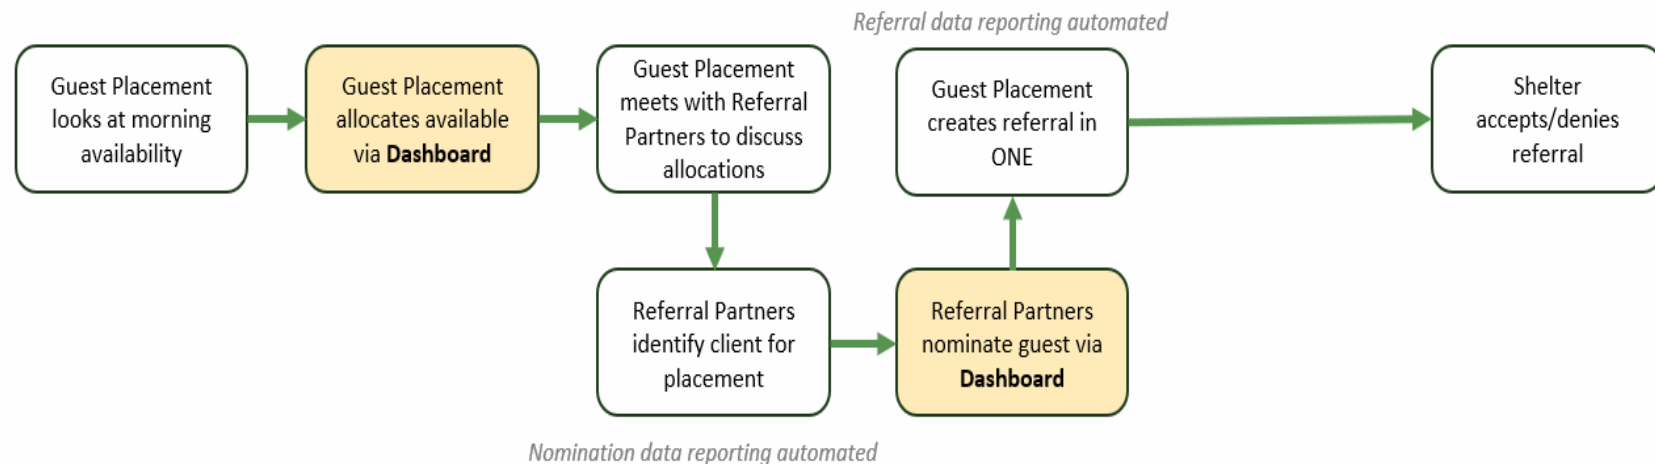 Referral data reporting automated
Guest Placement
looks at morning
availability
Guest Placement
allocates available
via Dashboard
Guest Placement
meets with Referral
Partners to discuss
allocations
Guest Placement
creates referral in
ONE
Shelter
accepts/denies
referral
Referral Partners
identify client for
placement
Referral Partners
nominate guest via
Dashboard
Nomination data reporting automated